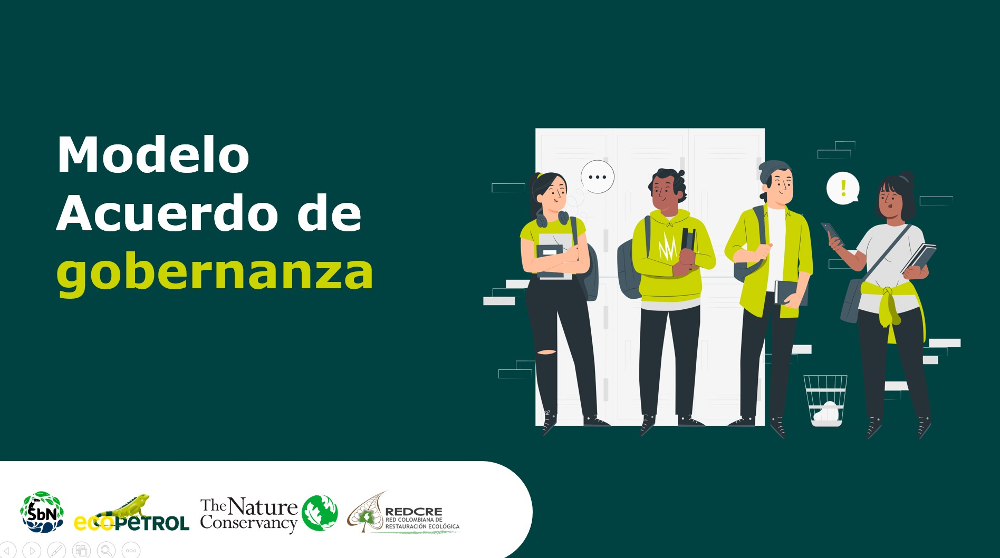 Modelo
Acuerdo de
gobernanza
...
!
SbN
ecoPETROL
The Nature
Conservancy
REDCRE
RED COLOMBIANA DE
RESTAURACIÓN ECOLÓGICA